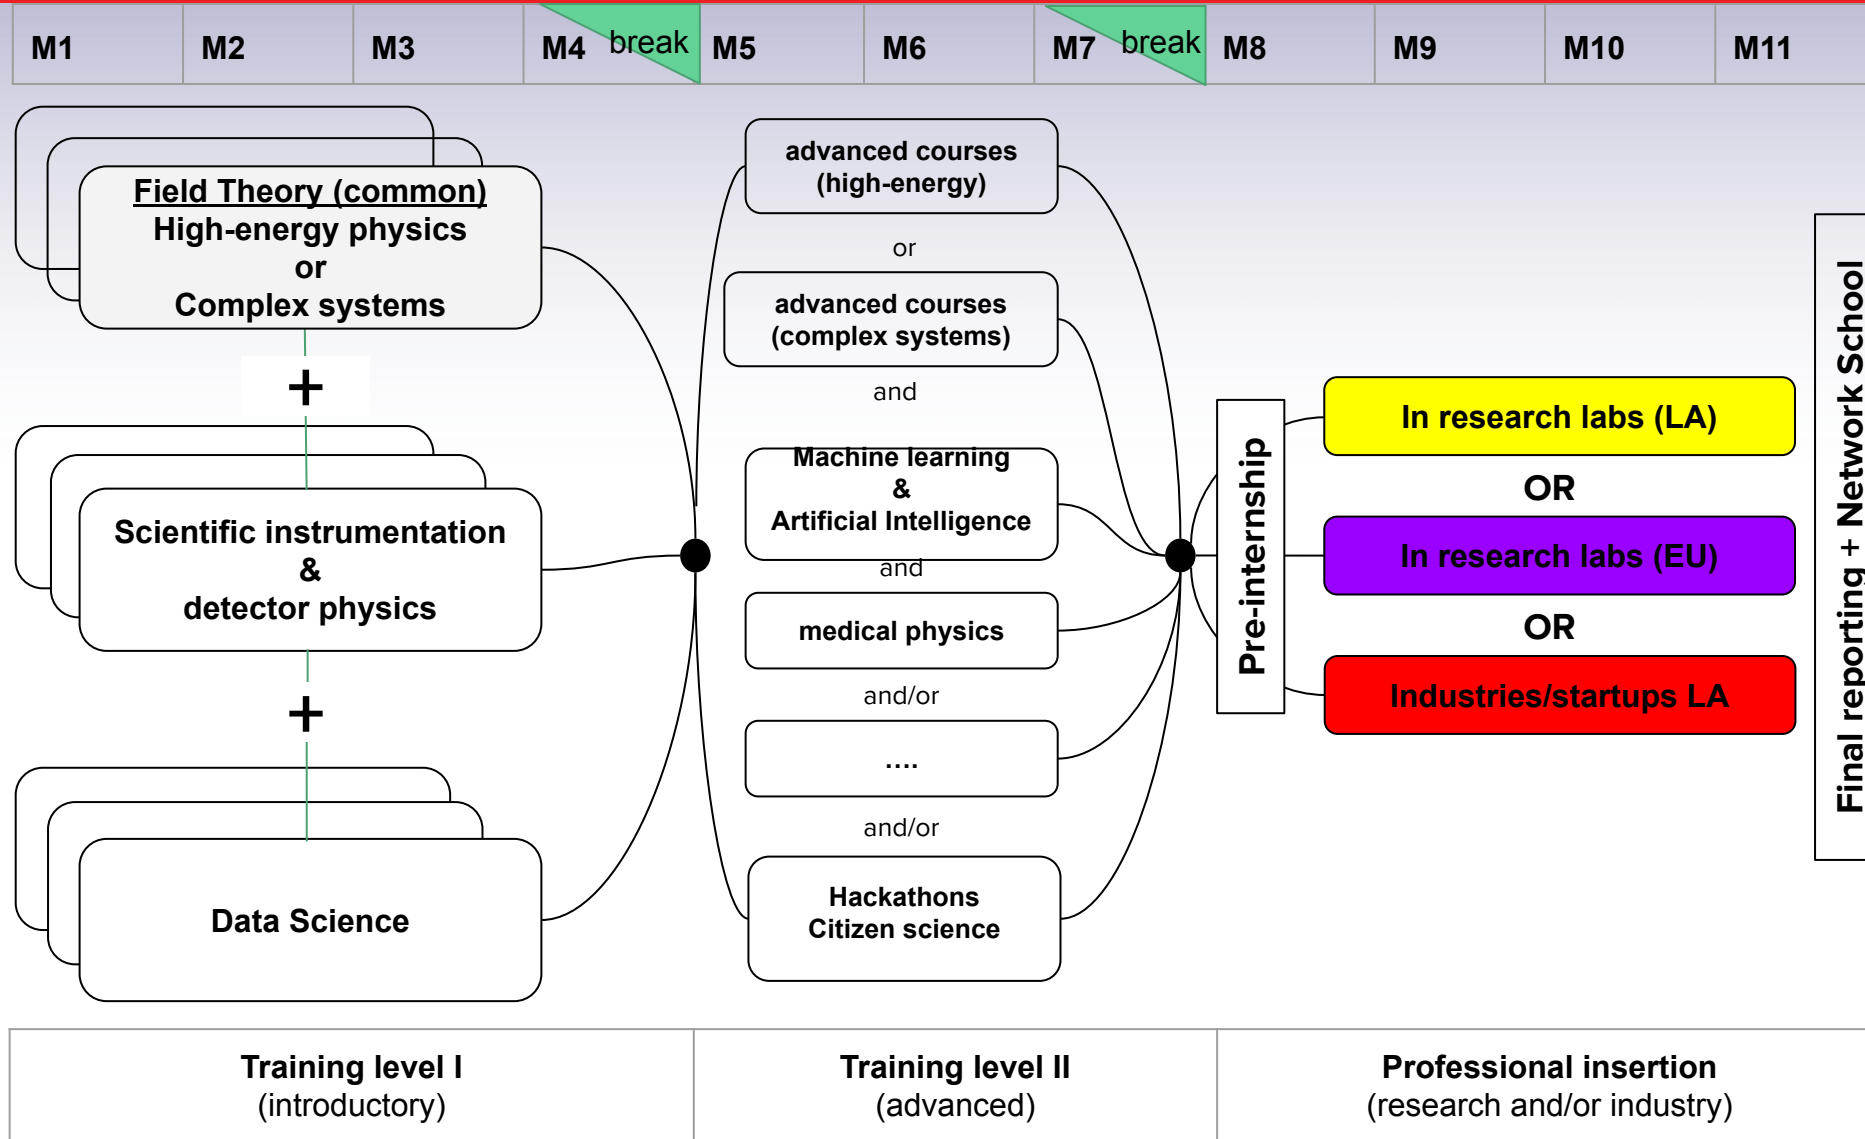 M1
M2
M3
M4
break
M5
M6
M7
break
M8
M9
M10
M11
Field Theory (common)
High-energy physics
or
Complex systems
+
Scientific instrumentation
&
detector physics
+
Data Science
advanced courses
(high-energy)
or
advanced courses
(complex systems)
and
Machine learning
&
Artificial Intelligence
and
medical physics
and/or
....
and/or
Hackathons
Citizen science
Pre-internship
In research labs (LA)
OR
In research labs (EU)
OR
Industries/startups LA
Final reporting + Network School
Training level I
(introductory)
Training level II
(advanced)
Professional insertion
(research and/or industry)